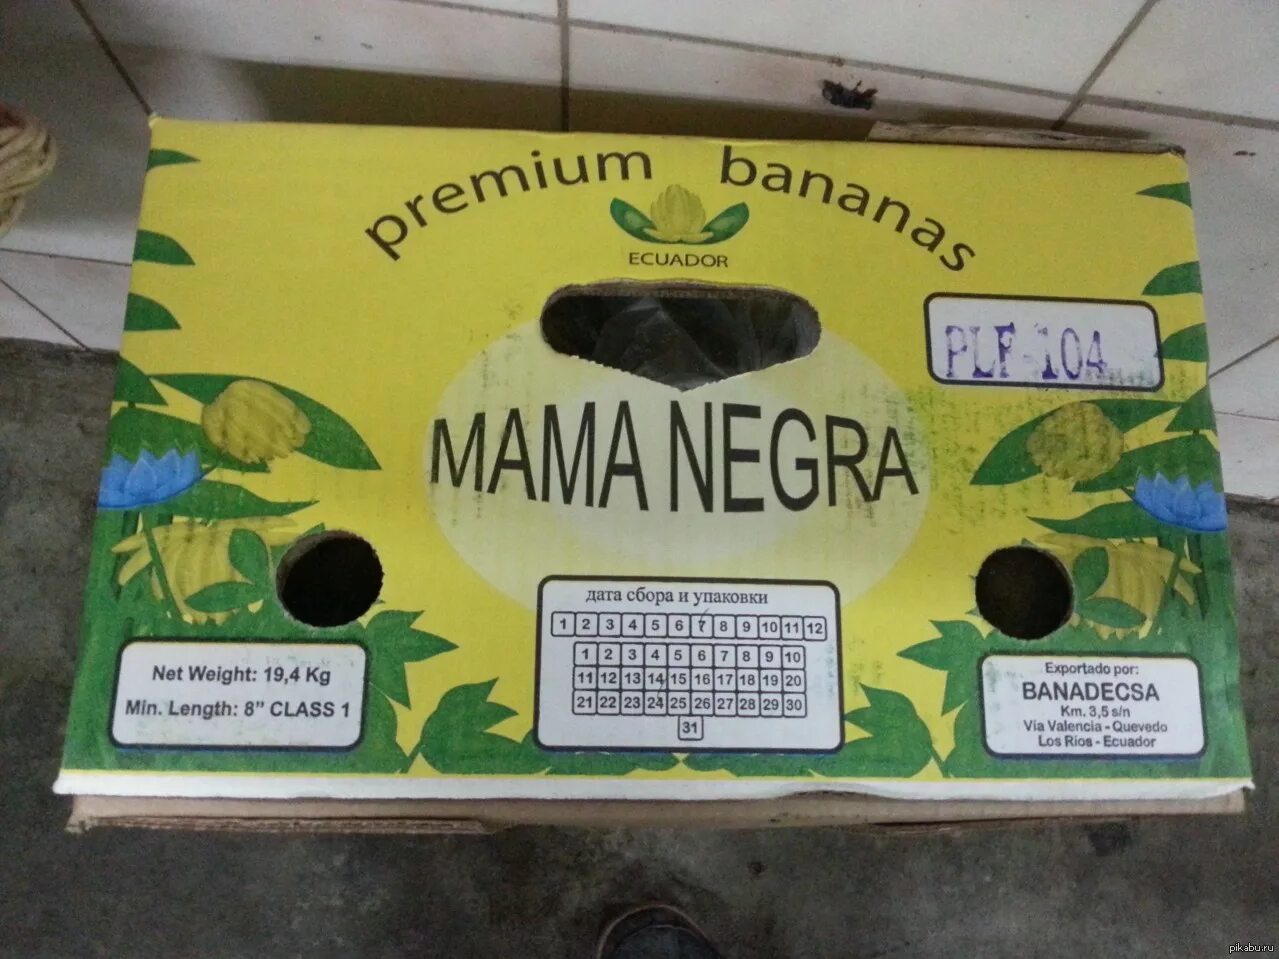 premium bananas
ECUADOR
PLF-104
MAMA NEGRA
дата сбора и упаковки
1 2 3 4 5 6 7 8 9 10 11 12
1 2 3 4 5 6 7 8 9 10
11 12 13 14 15 16 17 18 19 20
21 22 23 24 25 26 27 28 29 30
31
Net Weight: 19,4 Kg
Min. Length: 8” CLASS 1
Exportado por:
BANADECSA
Km. 3,5 s/n
Vía Valencia - Quevedo
Los Ríos - Ecuador
pikabu.ru